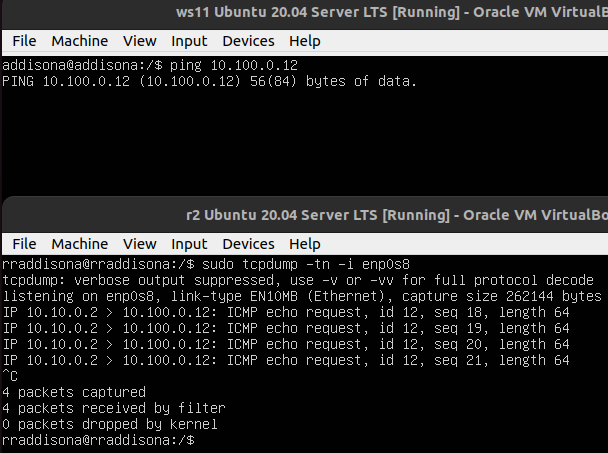 ws11 Ubuntu 20.04 Server LTS [Running] - Oracle VM VirtualB
File Machine View Input Devices Help
addisona@addisona:/$ ping 10.100.0.12
PING 10.100.0.12 (10.100.0.12) 56(84) bytes of data.
r2 Ubuntu 20.04 Server LTS [Running] - Oracle VM VirtualBo
File Machine View Input Devices Help
rraddisona@rraddisona:/$ sudo tcpdump -tn -i enp0s8
tcpdump: verbose output suppressed, use -v or -vv for full protocol decode
listening on enp0s8, link-type EN10MB (Ethernet), capture size 262144 bytes
IP 10.10.0.2 > 10.100.0.12: ICMP echo request, id 12, seq 18, length 64
IP 10.10.0.2 > 10.100.0.12: ICMP echo request, id 12, seq 19, length 64
IP 10.10.0.2 > 10.100.0.12: ICMP echo request, id 12, seq 20, length 64
IP 10.10.0.2 > 10.100.0.12: ICMP echo request, id 12, seq 21, length 64
^C
4 packets captured
4 packets received by filter
0 packets dropped by kernel
rraddisona@rraddisona:/$